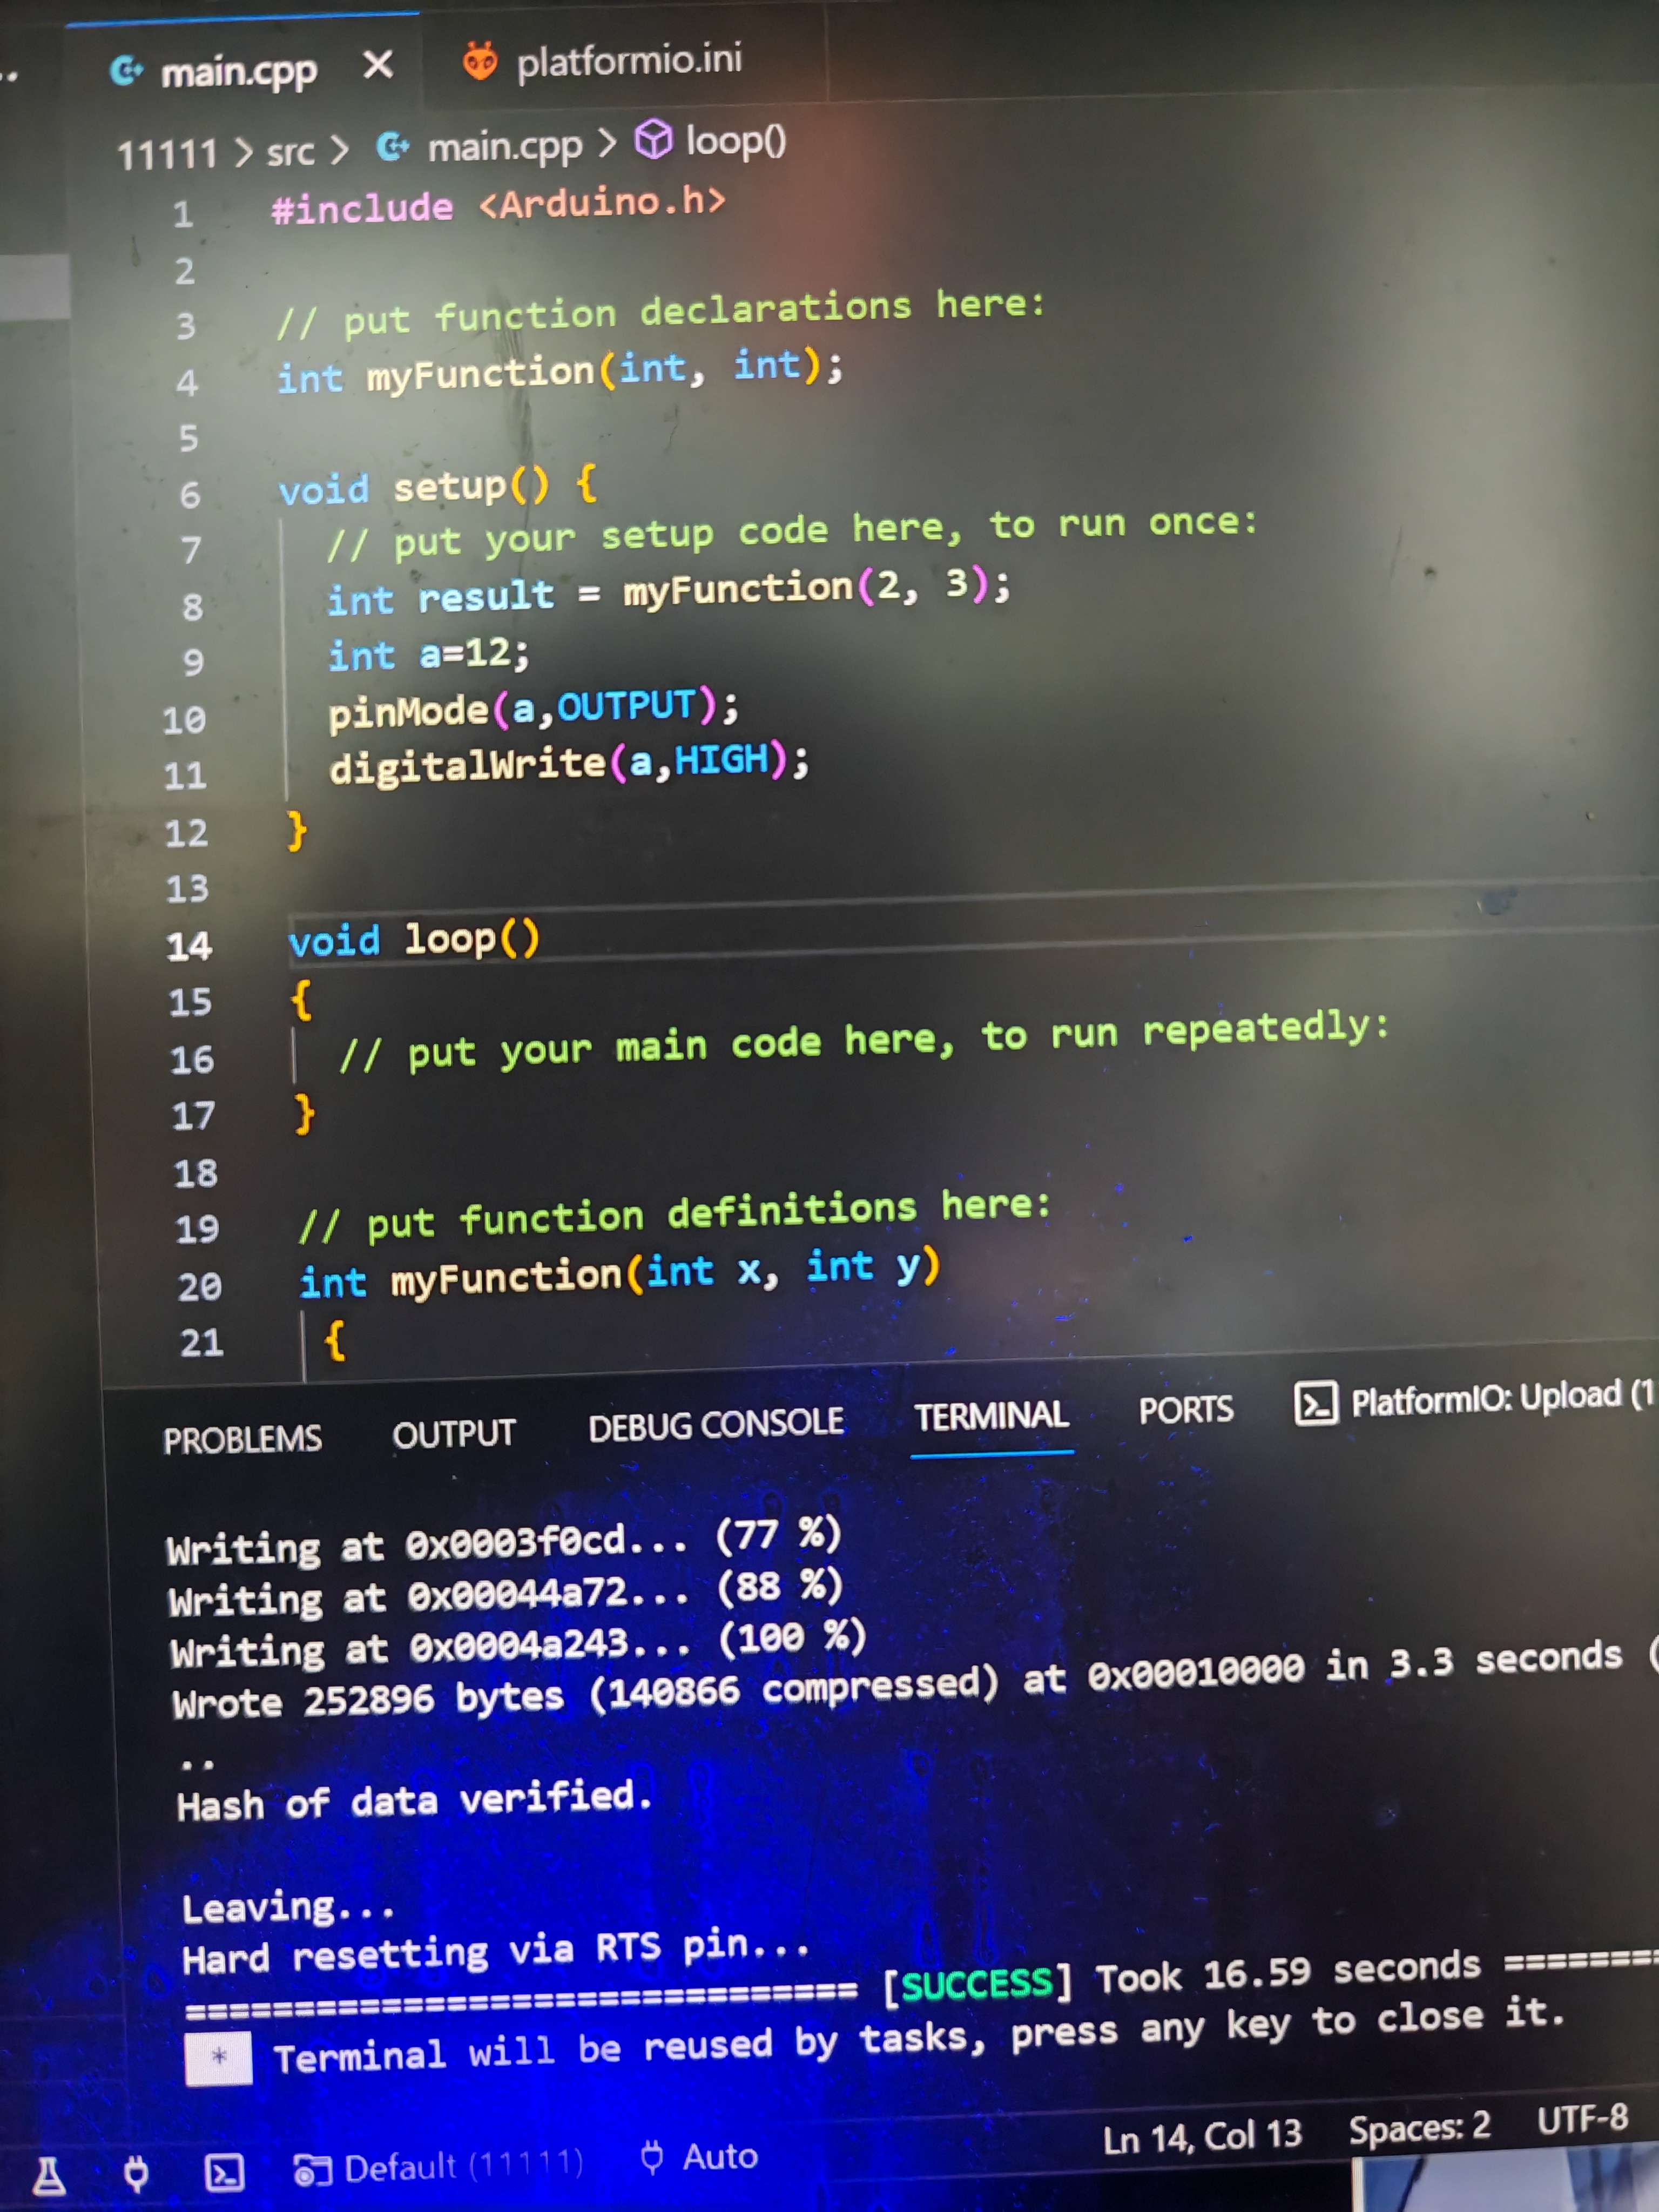 main.cpp platformio.ini
11111 > src > main.cpp > loop()
1 #include <Arduino.h>
2
3 // put function declarations here:
4 int myFunction(int, int);
5
6 void setup() {
7 // put your setup code here, to run once:
8 int result = myFunction(2, 3);
9 int a=12;
10 pinMode(a,OUTPUT);
11 digitalWrite(a,HIGH);
12 }
13
14 void loop()
15 {
16 // put your main code here, to run repeatedly:
17 }
18
19 // put function definitions here:
20 int myFunction(int x, int y)
21 {
PROBLEMS OUTPUT DEBUG CONSOLE TERMINAL PORTS PlatformIO: Upload (1
Writing at 0x0003f0cd... (77 %)
Writing at 0x00044a72... (88 %)
Writing at 0x0004a243... (100 %)
Wrote 252896 bytes (140866 compressed) at 0x00010000 in 3.3 seconds (
..
Hash of data verified.
Leaving...
Hard resetting via RTS pin...
=============================== [SUCCESS] Took 16.59 seconds =======
* Terminal will be reused by tasks, press any key to close it.
Default (11111) Auto Ln 14, Col 13 Spaces: 2 UTF-8